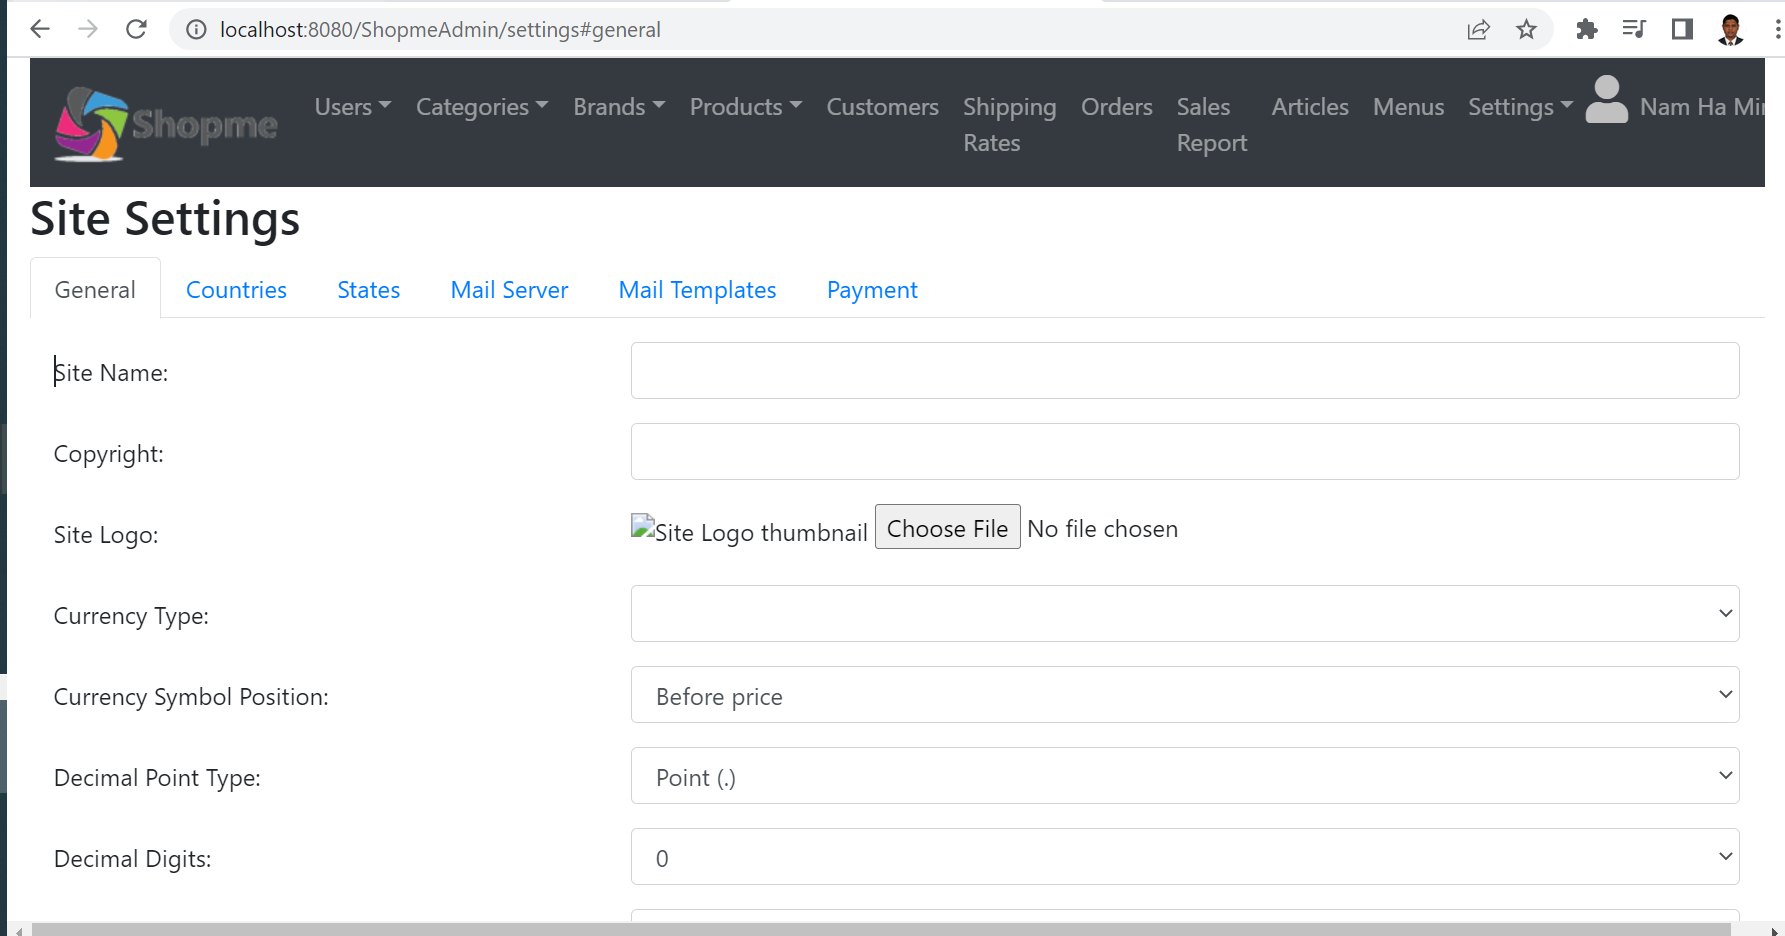 localhost:8080/ShopmeAdmin/settings#general
Shopme
Users Categories Brands Products Customers Shipping Rates Orders Sales Report Articles Menus Settings Nam Ha
Site Settings
General Countries States Mail Server Mail Templates Payment
Site Name:
Copyright:
Site Logo: Site Logo thumbnail Choose File No file chosen
Currency Type:
Currency Symbol Position: Before price
Decimal Point Type: Point (.)
Decimal Digits: 0